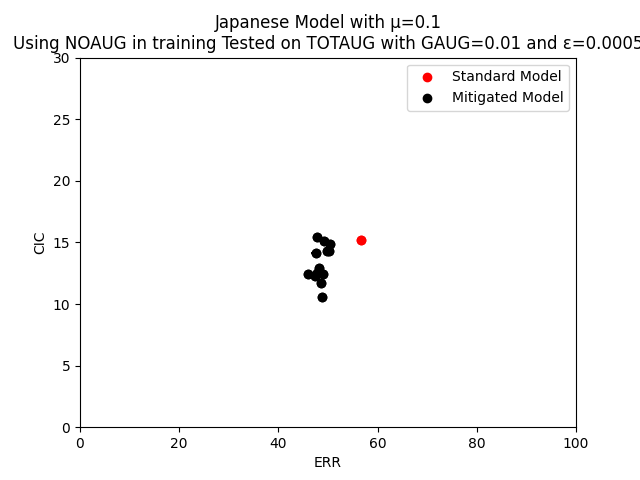 Japanese Model with μ=0.1
Using NOAUG in training Tested on TOTAUG with GAUG=0.01 and ε=0.0005
Standard Model
Mitigated Model
30
25
20
15
10
5
0
CIC
0 20 40 60 80 100
ERR